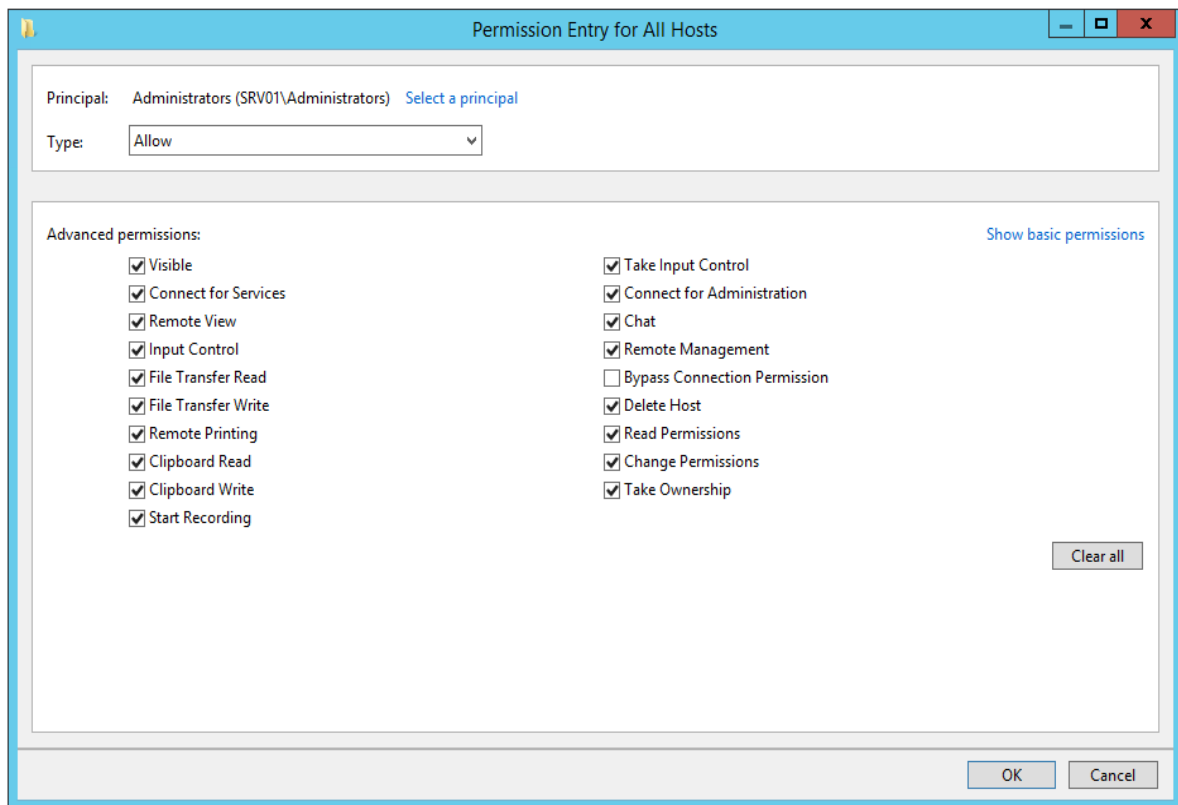 Permission Entry for All Hosts
Principal: Administrators (SRV01\Administrators) Select a principal
Type: Allow
Advanced permissions: Show basic permissions
Visible Take Input Control
Connect for Services Connect for Administration
Remote View Chat
Input Control Remote Management
File Transfer Read Bypass Connection Permission
File Transfer Write Delete Host
Remote Printing Read Permissions
Clipboard Read Change Permissions
Clipboard Write Take Ownership
Start Recording
Clear all
OK Cancel